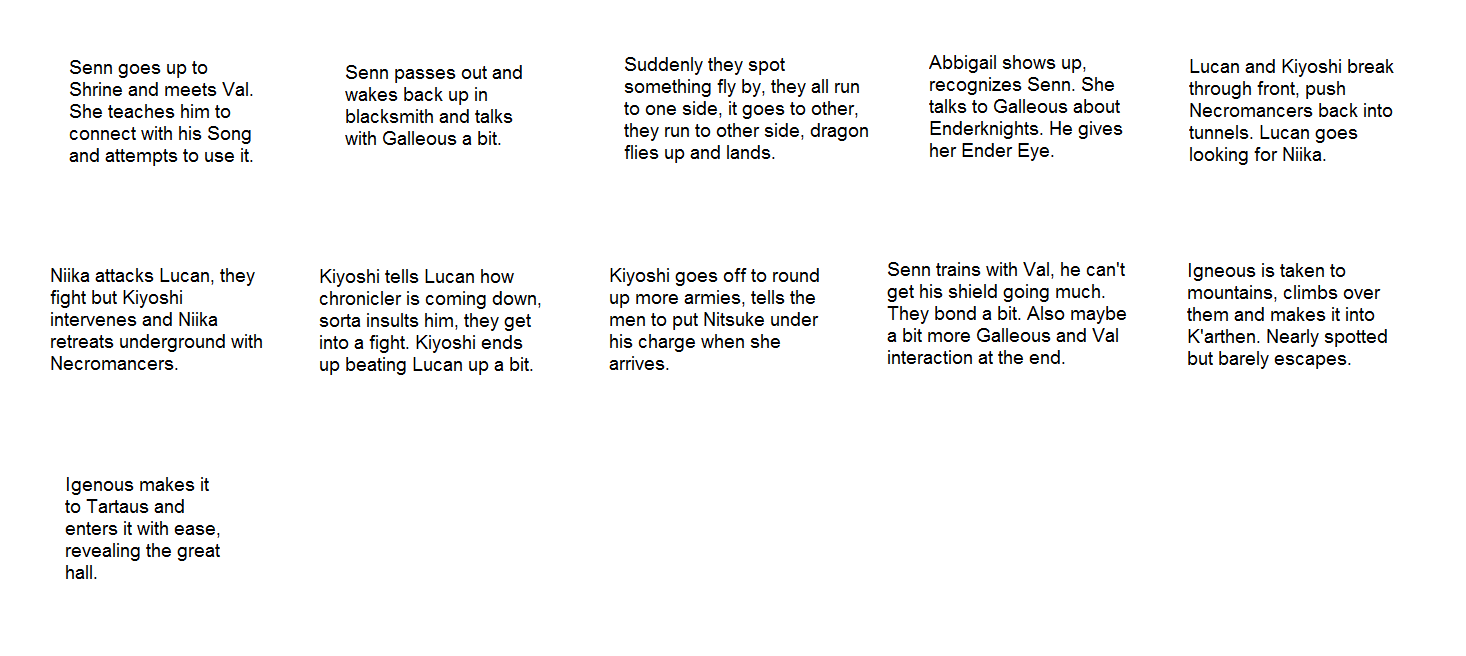 Senn goes up to
Shrine and meets Val.
She teaches him to
connect with his Song
and attempts to use it.
Senn passes out and
wakes back up in
blacksmith and talks
with Galleous a bit.
Suddenly they spot
something fly by, they all run
to one side, it goes to other,
they run to other side, dragon
flies up and lands.
Abbigail shows up,
recognizes Senn. She
talks to Galleous about
Enderknights. He gives
her Ender Eye.
Lucan and Kiyoshi break
through front, push
Necromancers back into
tunnels. Lucan goes
looking for Niika.
Niika attacks Lucan, they
fight but Kiyoshi
intervenes and Niika
retreats underground with
Necromancers.
Kiyoshi tells Lucan how
chronicler is coming down,
sorta insults him, they get
into a fight. Kiyoshi ends
up beating Lucan up a bit.
Kiyoshi goes off to round
up more armies, tells the
men to put Nitsuke under
his charge when she
arrives.
Senn trains with Val, he can't
get his shield going much.
They bond a bit. Also maybe
a bit more Galleous and Val
interaction at the end.
Igneous is taken to
mountains, climbs over
them and makes it into
K'arthen. Nearly spotted
but barely escapes.
Igenous makes it
to Tartaus and
enters it with ease,
revealing the great
hall.